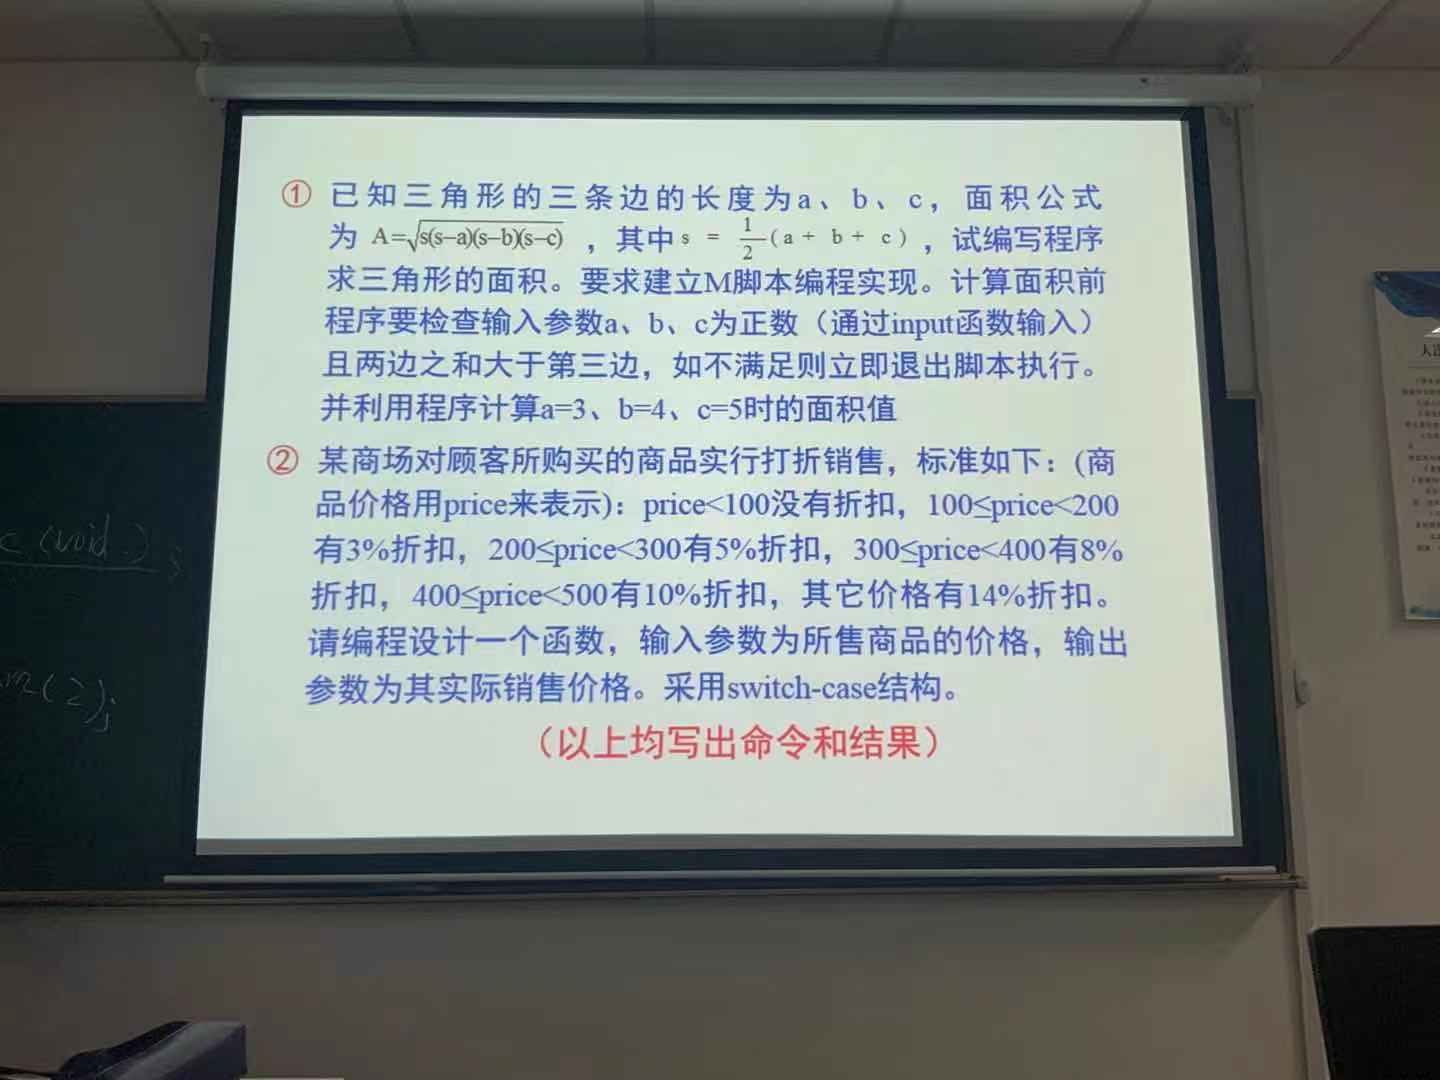 ① 已知三角形的三条边的长度为a、b、c，面积公式
为 A=√s(s-a)(s-b)(s-c) ，其中 s = 1/2 (a + b + c) ，试编写程序
求三角形的面积。要求建立M脚本编程实现。计算面积前
程序要检查输入参数a、b、c为正数（通过input函数输入）
且两边之和大于第三边，如不满足则立即退出脚本执行。
并利用程序计算a=3、b=4、c=5时的面积值
② 某商场对顾客所购买的商品实行打折销售，标准如下：(商
品价格用price来表示)：price<100没有折扣，100≤price<200
有3%折扣，200≤price<300有5%折扣，300≤price<400有8%
折扣，400≤price<500有10%折扣，其它价格有14%折扣。
请编程设计一个函数，输入参数为所售商品的价格，输出
参数为其实际销售价格。采用switch-case结构。
（以上均写出命令和结果）
c (void.) ;
(2);